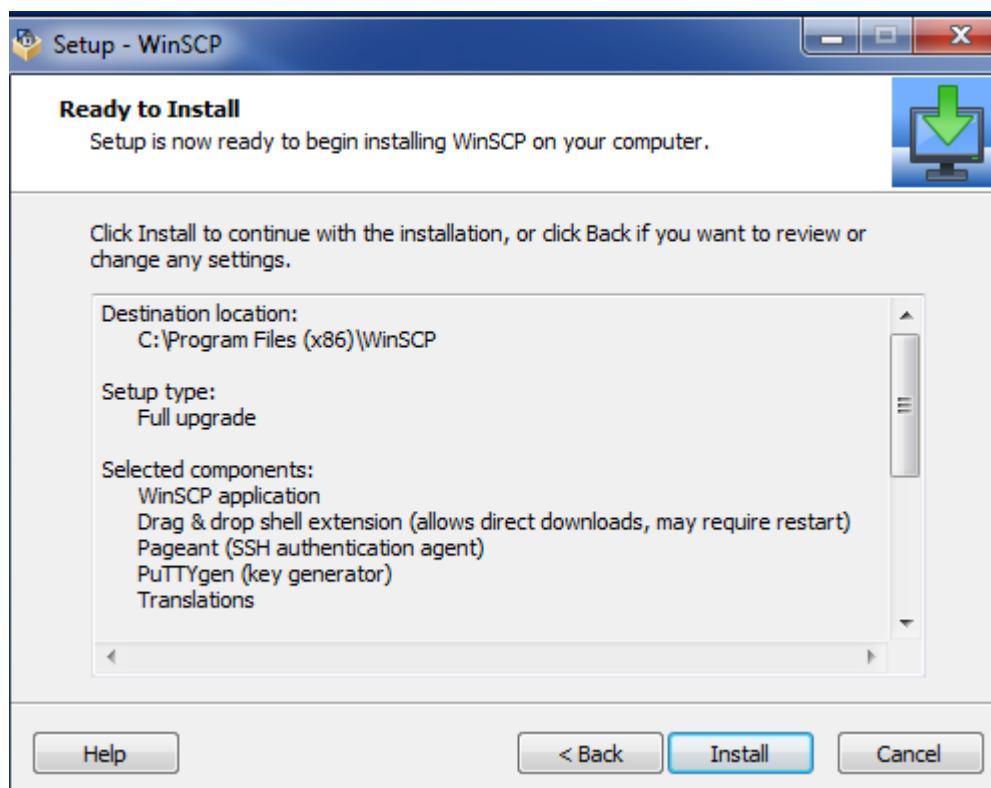 Setup - WinSCP
Ready to Install
Setup is now ready to begin installing WinSCP on your computer.
Click Install to continue with the installation, or click Back if you want to review or
change any settings.
Destination location:
C:\Program Files (x86)\WinSCP
Setup type:
Full upgrade
Selected components:
WinSCP application
Drag & drop shell extension (allows direct downloads, may require restart)
Pageant (SSH authentication agent)
PuTTYgen (key generator)
Translations
Help < Back Install Cancel